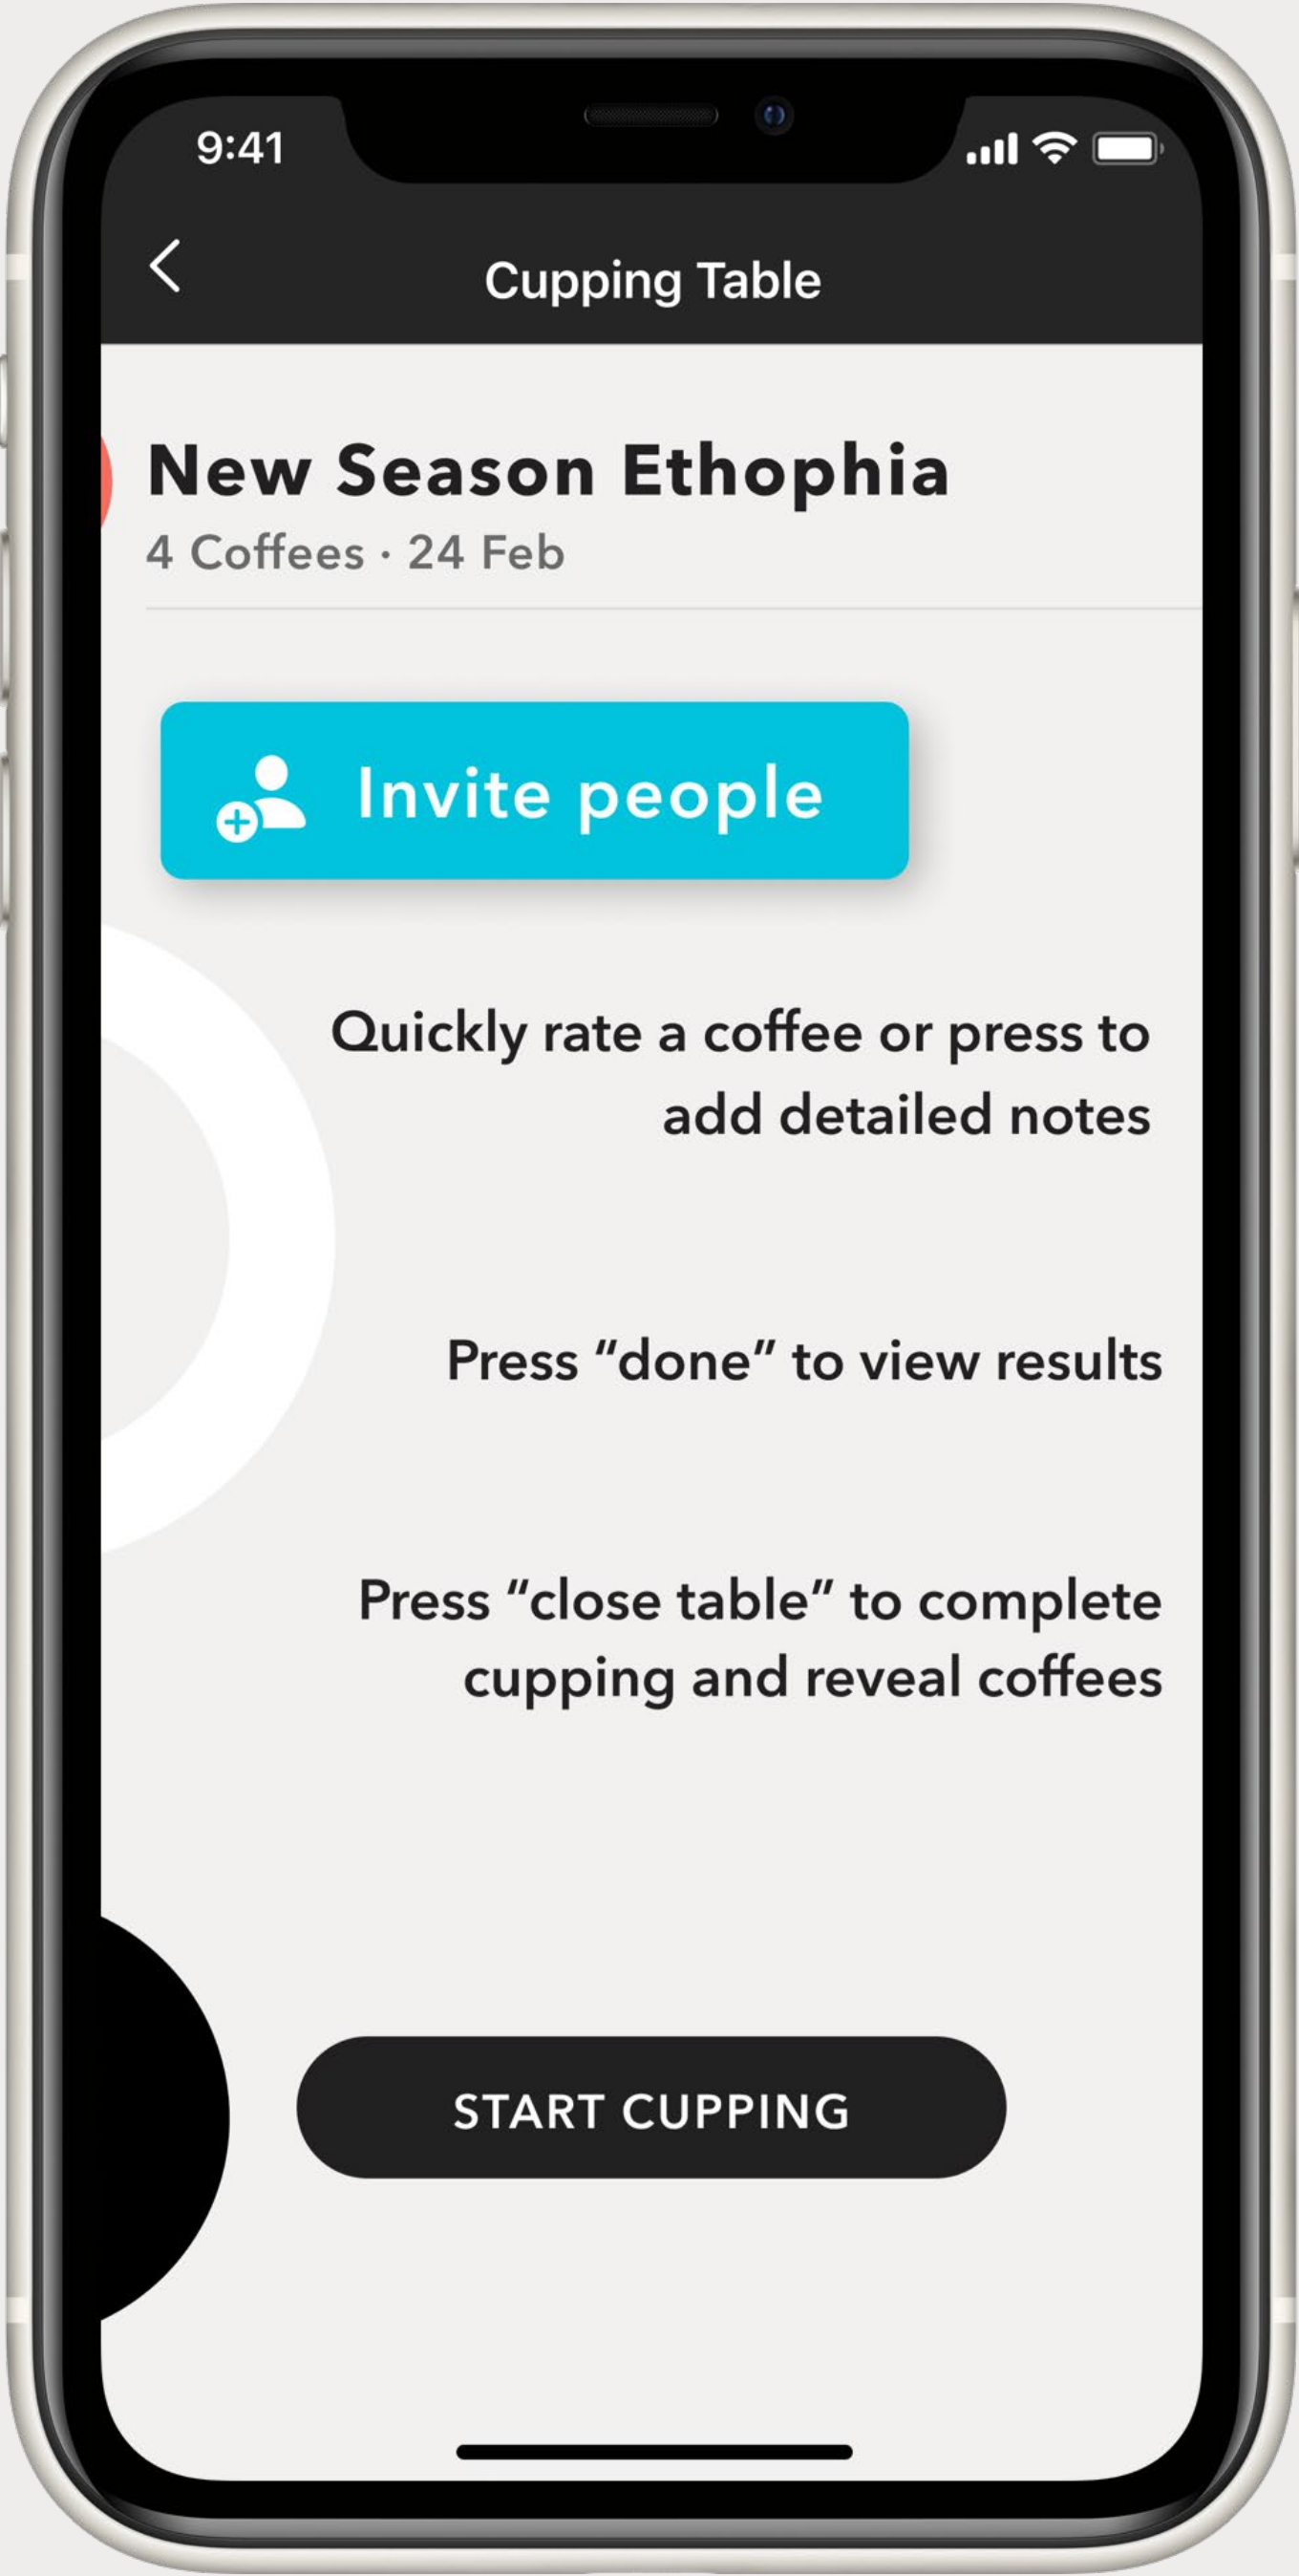 9:41
Cupping Table
New Season Ethophia
4 Coffees · 24 Feb
Invite people
Quickly rate a coffee or press to
add detailed notes
Press “done” to view results
Press “close table” to complete
cupping and reveal coffees
START CUPPING